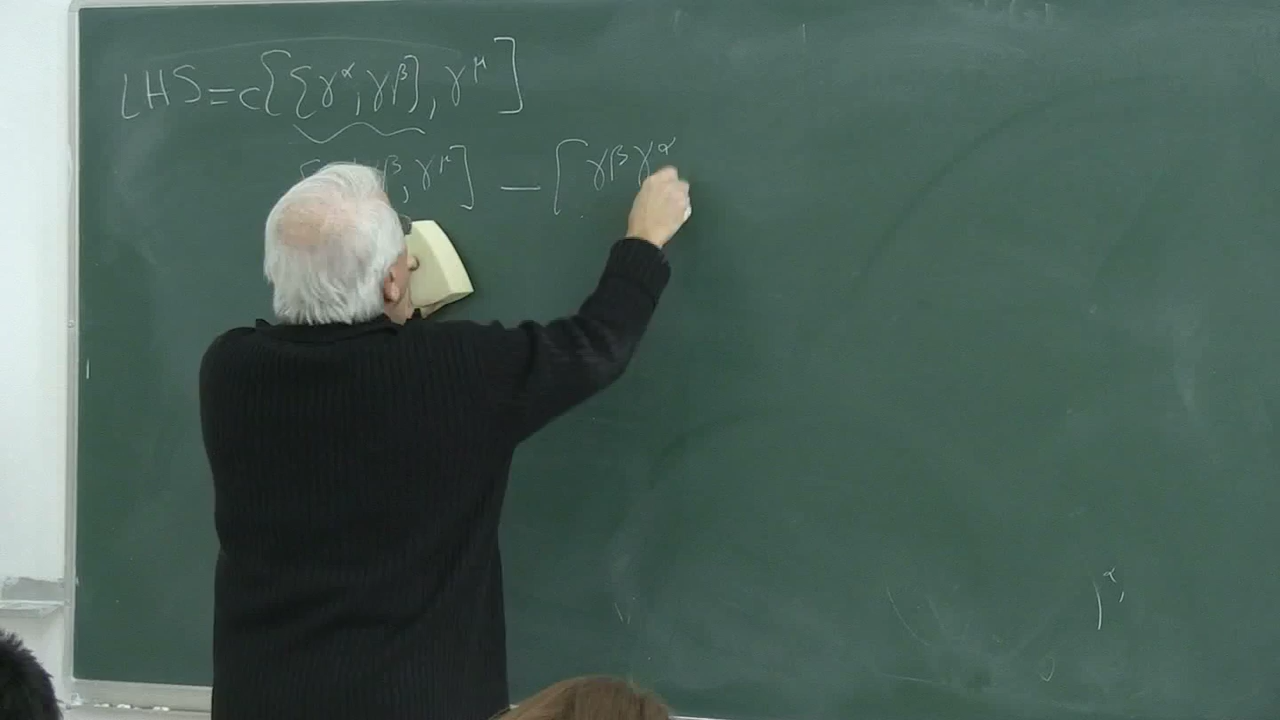 LHS = c[[γ^α, γ^β], γ^μ]
β, γ^μ] — [γ^β γ^α
α,